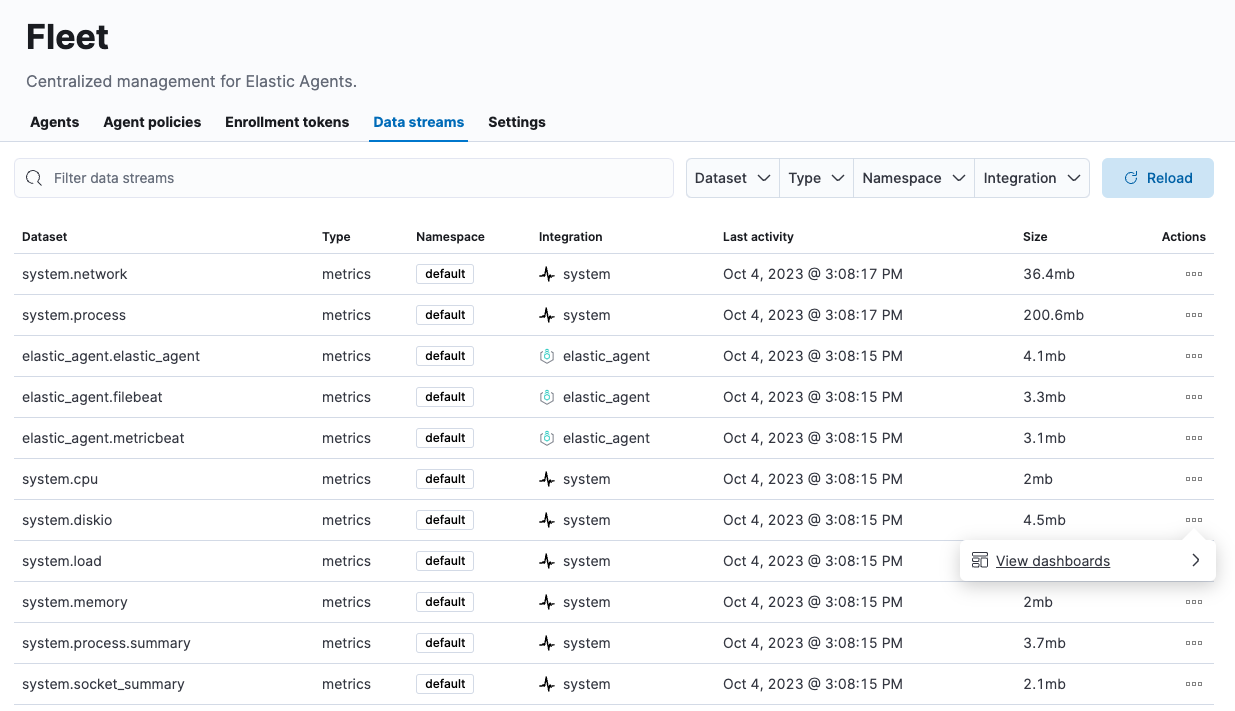 Fleet
Centralized management for Elastic Agents.
Agents Agent policies Enrollment tokens Data streams Settings
Filter data streams Dataset Type Namespace Integration Reload
Dataset Type Namespace Integration Last activity Size Actions
system.network metrics default system Oct 4, 2023 @ 3:08:17 PM 36.4mb
system.process metrics default system Oct 4, 2023 @ 3:08:17 PM 200.6mb
elastic_agent.elastic_agent metrics default elastic_agent Oct 4, 2023 @ 3:08:15 PM 4.1mb
elastic_agent.filebeat metrics default elastic_agent Oct 4, 2023 @ 3:08:15 PM 3.3mb
elastic_agent.metricbeat metrics default elastic_agent Oct 4, 2023 @ 3:08:15 PM 3.1mb
system.cpu metrics default system Oct 4, 2023 @ 3:08:15 PM 2mb
system.diskio metrics default system Oct 4, 2023 @ 3:08:15 PM 4.5mb
system.load metrics default system Oct 4, 2023 @ 3:08:15 PM View dashboards
system.memory metrics default system Oct 4, 2023 @ 3:08:15 PM 2mb
system.process.summary metrics default system Oct 4, 2023 @ 3:08:15 PM 3.7mb
system.socket_summary metrics default system Oct 4, 2023 @ 3:08:15 PM 2.1mb